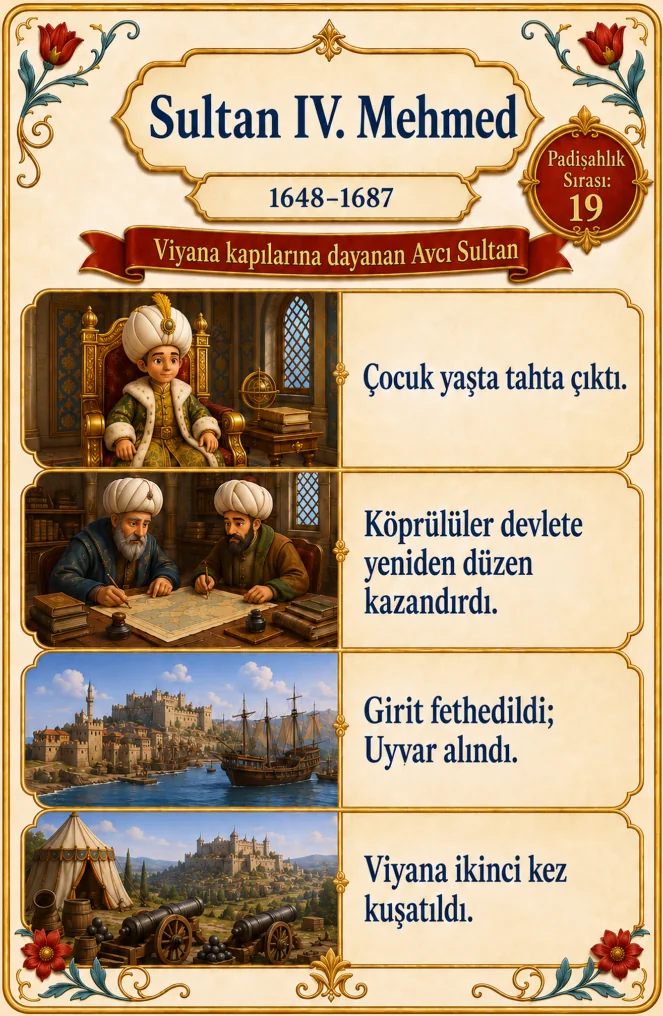 Sultan IV. Mehmed
1648–1687
Padişahlık
Sırası:
19
Viyana kapılarına dayanan Avcı Sultan
Çocuk yaşta tahta çıktı.
Köprülüler devlete
yeniden düzen
kazandırdı.
Girit fethedildi;
Uyvar alındı.
Viyana ikinci kez
kuşatıldı.